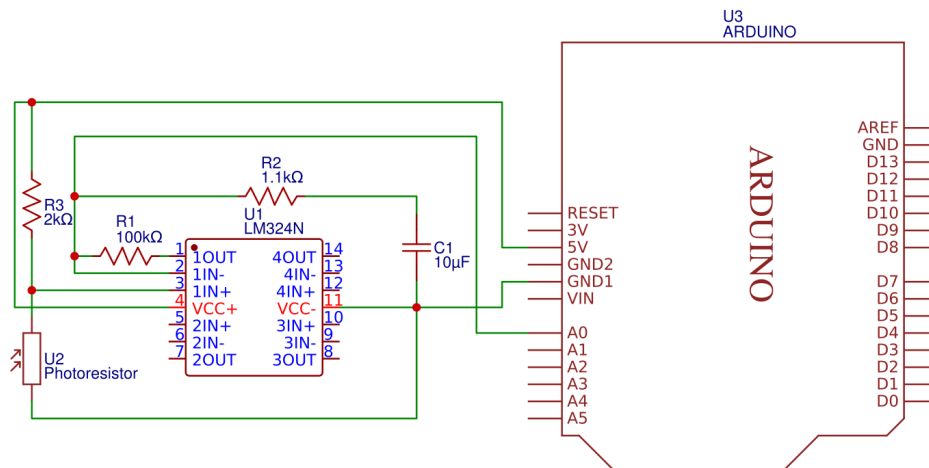 U3
ARDUINO
R2
1.1kΩ
U1
LM324N
R1
100kΩ
R3
2kΩ
C1
10μF
U2
Photoresistor
1 1OUT
2 1IN-
3 1IN+
4 VCC+
5 2IN+
6 2IN-
7 2OUT
4OUT 14
4IN- 13
4IN+ 12
VCC- 11
3IN+ 10
3IN- 9
3OUT 8
ARDUINO
RESET
3V
5V
GND2
GND1
VIN
A0
A1
A2
A3
A4
A5
AREF
GND
D13
D12
D11
D10
D9
D8
D7
D6
D5
D4
D3
D2
D1
D0